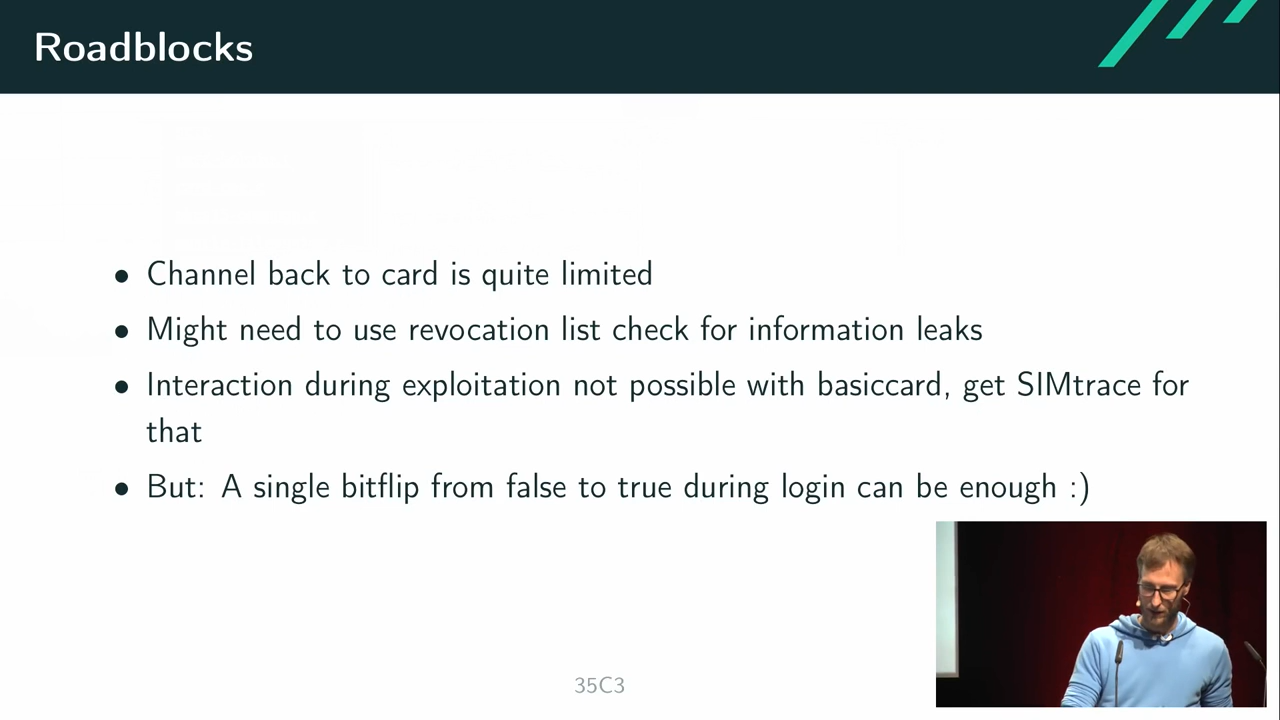 Roadblocks
• Channel back to card is quite limited
• Might need to use revocation list check for information leaks
• Interaction during exploitation not possible with basiccard, get SIMtrace for
that
• But: A single bitflip from false to true during login can be enough :)
35C3